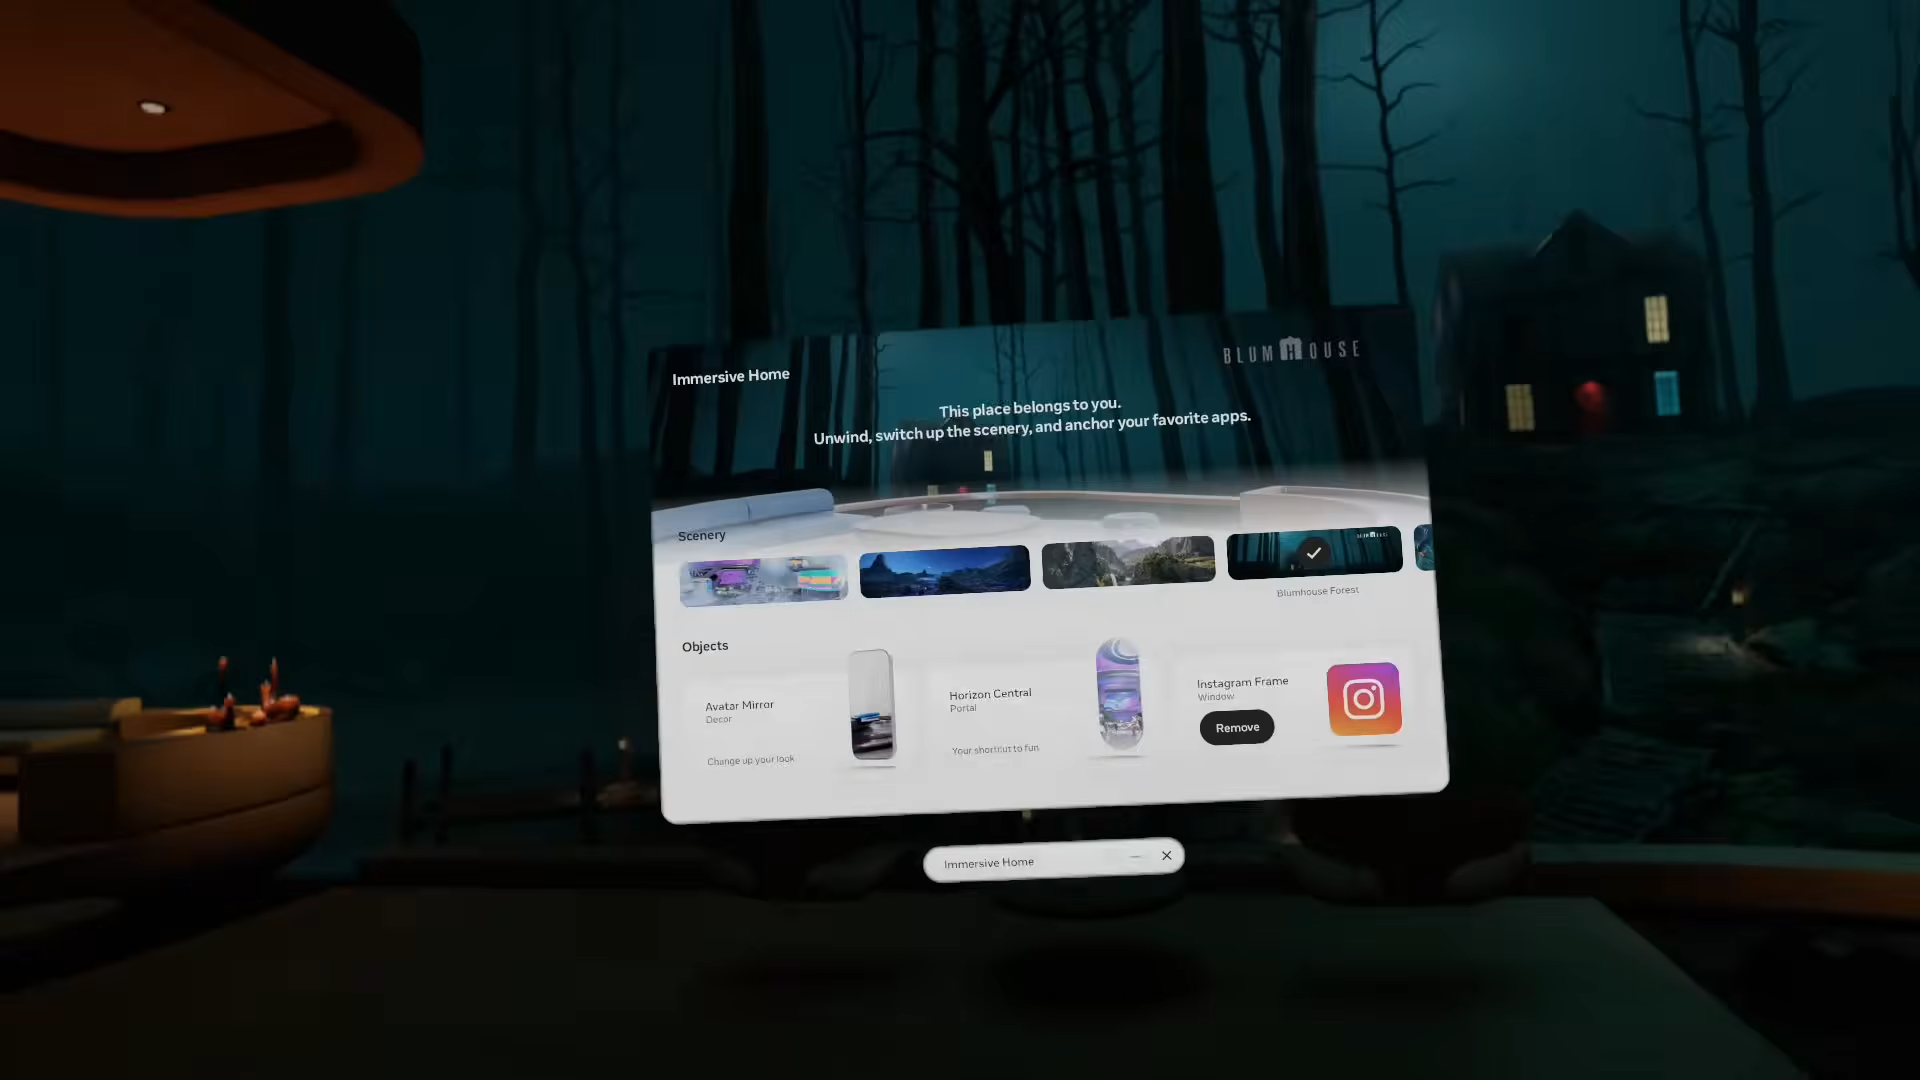 Immersive Home
BLUMHOUSE
This place belongs to you.
Unwind, switch up the scenery, and anchor your favorite apps.
Scenery
Blumhouse Forest
Objects
Avatar Mirror
Decor
Change up your look
Horizon Central
Portal
Your shortcut to fun
Instagram Frame
Window
Remove
Immersive Home